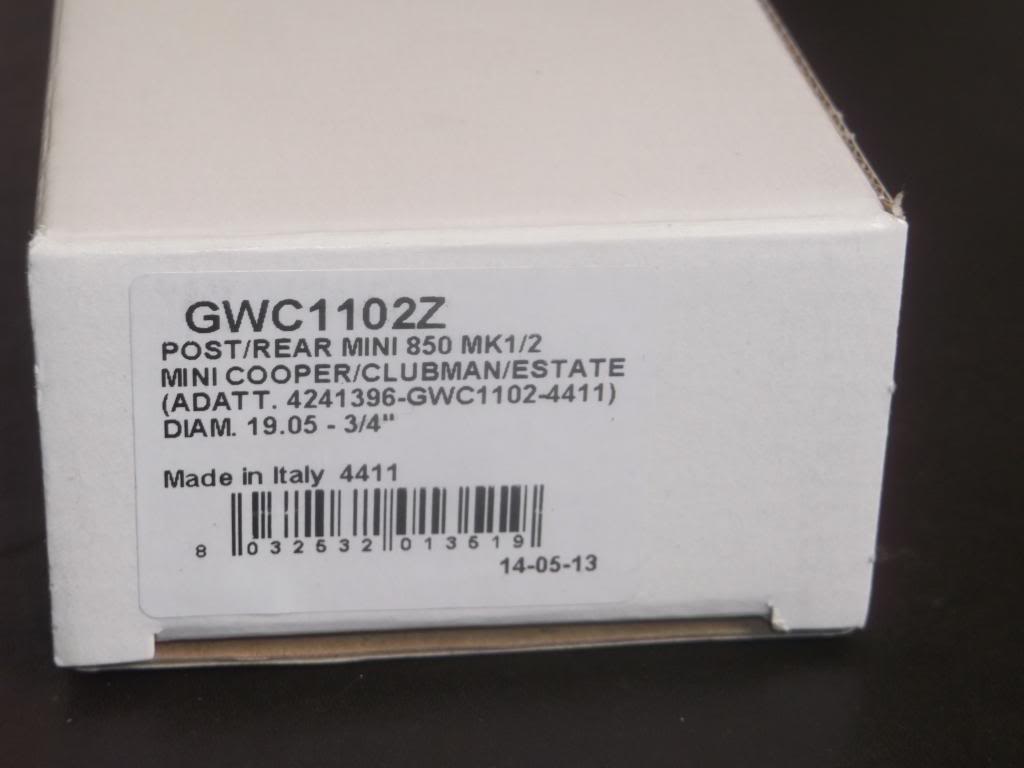 GWC1102Z
POST/REAR MINI 850 MK1/2
MINI COOPER/CLUBMAN/ESTATE
(ADATT. 4241396-GWC1102-4411)
DIAM. 19.05 - 3/4"
Made in Italy 4411
8 032532 013519
14-05-13